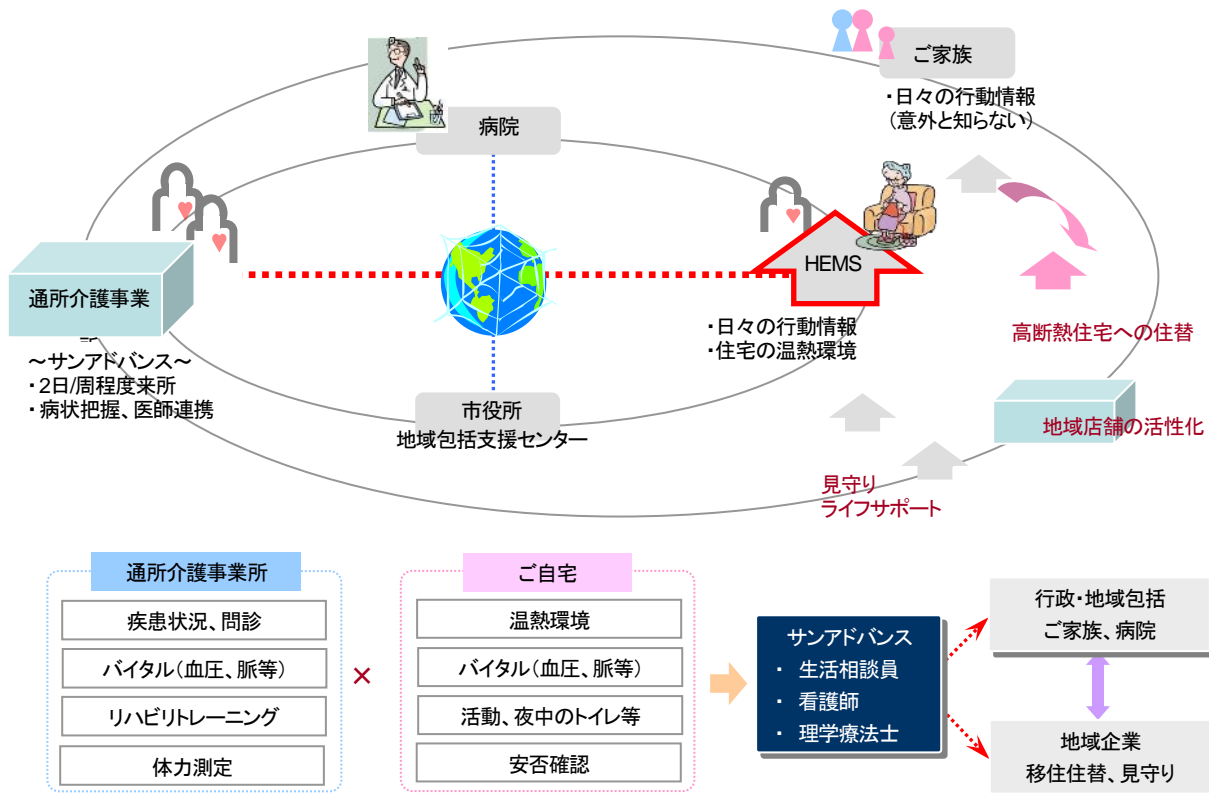 ご家族
・日々の行動情報
(意外と知らない)
病院
HEMS
通所介護事業
～サンアドバンス～
・2日/周程度来所
・病状把握、医師連携
・日々の行動情報
・住宅の温熱環境
高断熱住宅への住替
市役所
地域包括支援センター
地域店舗の活性化
見守り
ライフサポート
通所介護事業所
疾患状況、問診
バイタル(血圧、脈等)
リハビリトレーニング
体力測定
×
ご自宅
温熱環境
バイタル(血圧、脈等)
活動、夜中のトイレ等
安否確認
サンアドバンス
・ 生活相談員
・ 看護師
・ 理学療法士
行政・地域包括
ご家族、病院
地域企業
移住住替、見守り